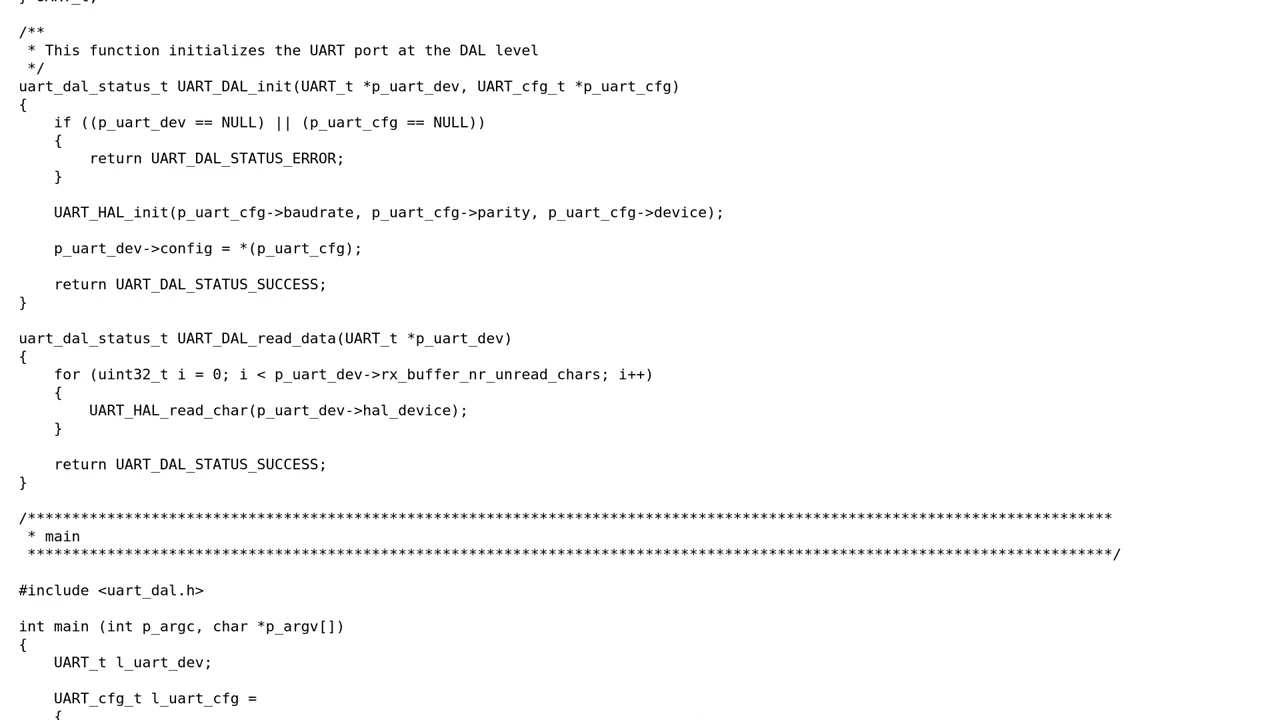 /**
 * This function initializes the UART port at the DAL level
 */
uart_dal_status_t UART_DAL_init(UART_t *p_uart_dev, UART_cfg_t *p_uart_cfg)
{
    if ((p_uart_dev == NULL) || (p_uart_cfg == NULL))
    {
        return UART_DAL_STATUS_ERROR;
    }

    UART_HAL_init(p_uart_cfg->baudrate, p_uart_cfg->parity, p_uart_cfg->device);

    p_uart_dev->config = *(p_uart_cfg);

    return UART_DAL_STATUS_SUCCESS;
}

uart_dal_status_t UART_DAL_read_data(UART_t *p_uart_dev)
{
    for (uint32_t i = 0; i < p_uart_dev->rx_buffer_nr_unread_chars; i++)
    {
        UART_HAL_read_char(p_uart_dev->hal_device);
    }

    return UART_DAL_STATUS_SUCCESS;
}

/***************************************************************************************************************************
 * main
 ***************************************************************************************************************************/

#include <uart_dal.h>

int main (int p_argc, char *p_argv[])
{
    UART_t l_uart_dev;

    UART_cfg_t l_uart_cfg =
    {